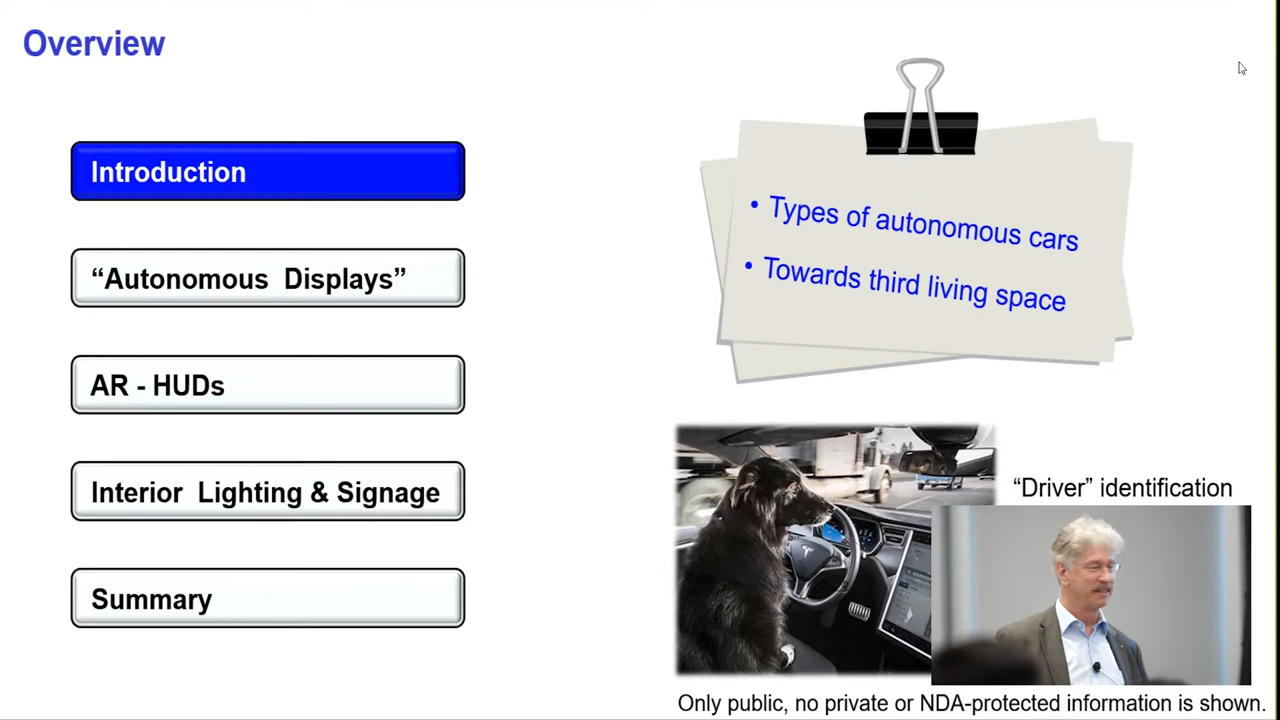 Overview
Introduction
“Autonomous  Displays”
AR - HUDs
Interior  Lighting & Signage
Summary
• Types of autonomous cars
• Towards third living space
“Driver” identification
Only public, no private or NDA-protected information is shown.